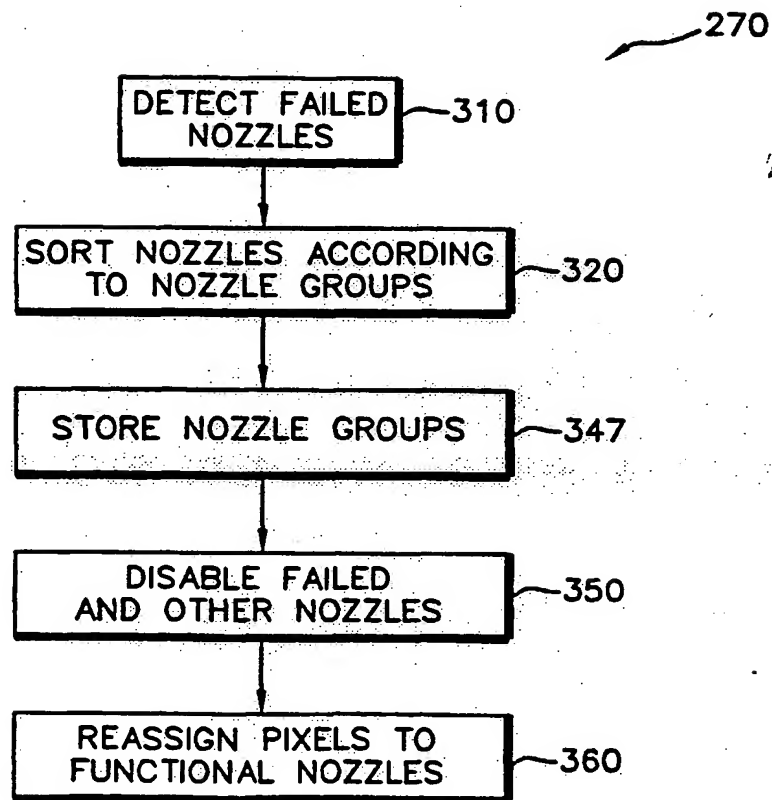 270
DETECT FAILED
NOZZLES
310
SORT NOZZLES ACCORDING
TO NOZZLE GROUPS
320
STORE NOZZLE GROUPS
347
DISABLE FAILED
AND OTHER NOZZLES
350
REASSIGN PIXELS TO
FUNCTIONAL NOZZLES
360